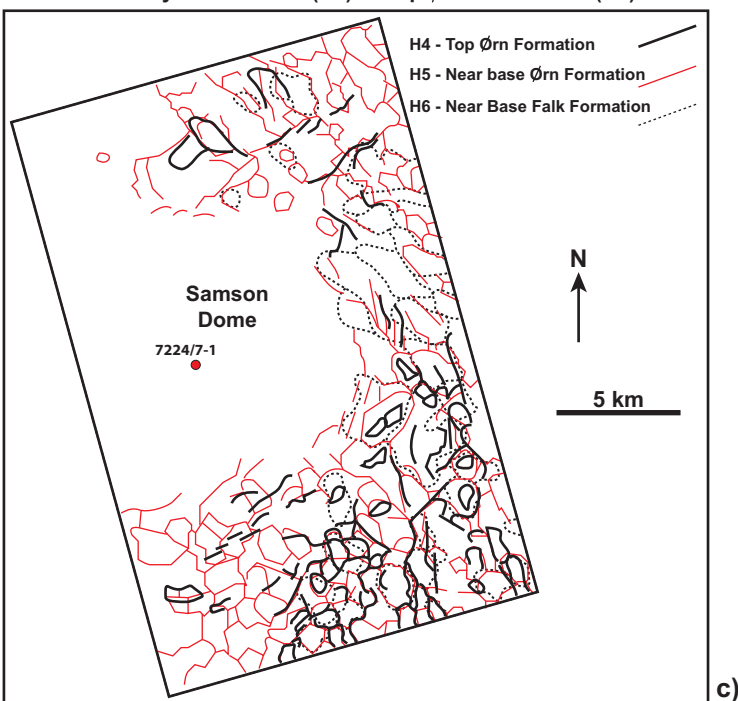 H4 - Top Ørn Formation
H5 - Near base Ørn Formation
H6 - Near Base Falk Formation
N
Samson
Dome
7224/7-1
5 km
c)